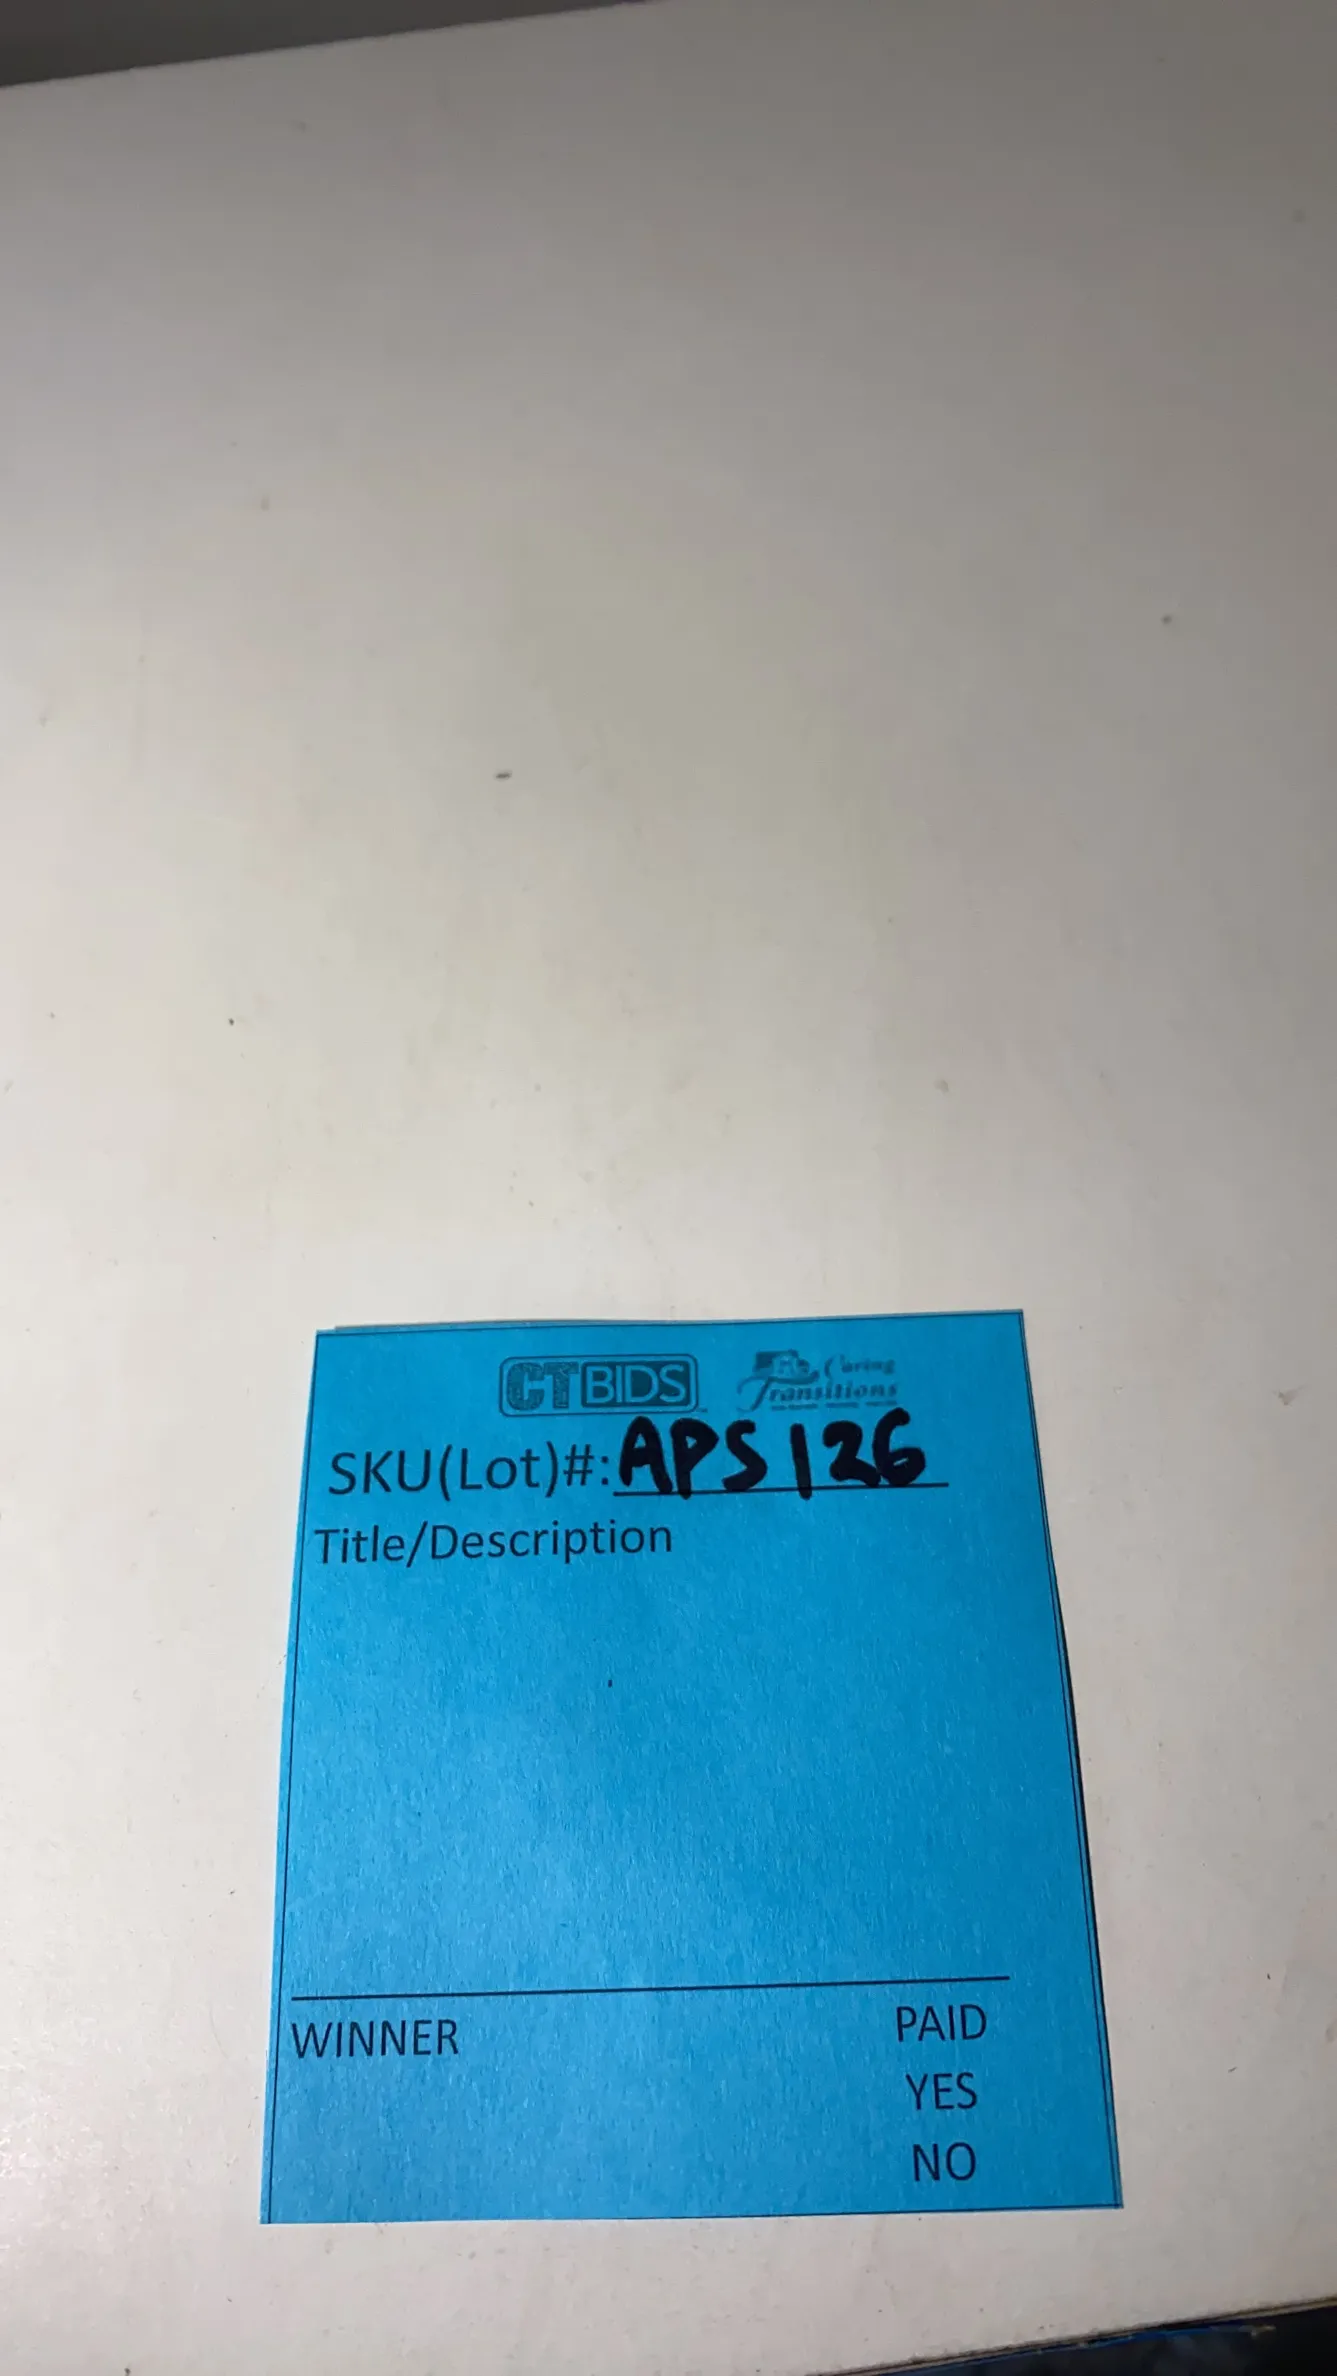 CTBIDS Caring
Transitions
SKU(Lot)#: APS126
Title/Description
WINNER PAID
YES
NO